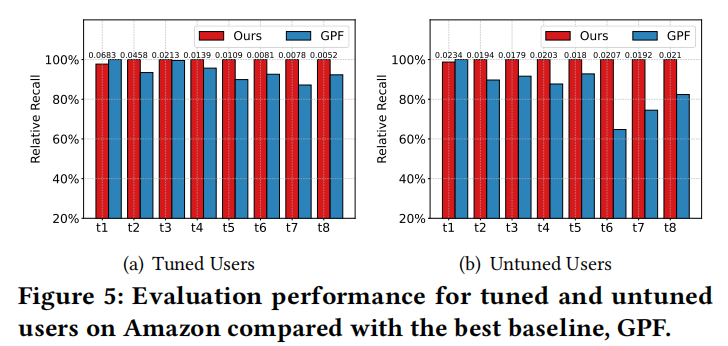 Ours GPF
0.0683 0.0458 0.0213 0.0139 0.0109 0.0081 0.0078 0.0052
100%
80%
60%
40%
20%
Relative Recall
t1 t2 t3 t4 t5 t6 t7 t8
(a) Tuned Users
Ours GPF
0.0234 0.0194 0.0179 0.0203 0.018 0.0207 0.0192 0.021
100%
80%
60%
40%
20%
Relative Recall
t1 t2 t3 t4 t5 t6 t7 t8
(b) Untuned Users
Figure 5: Evaluation performance for tuned and untuned
users on Amazon compared with the best baseline, GPF.